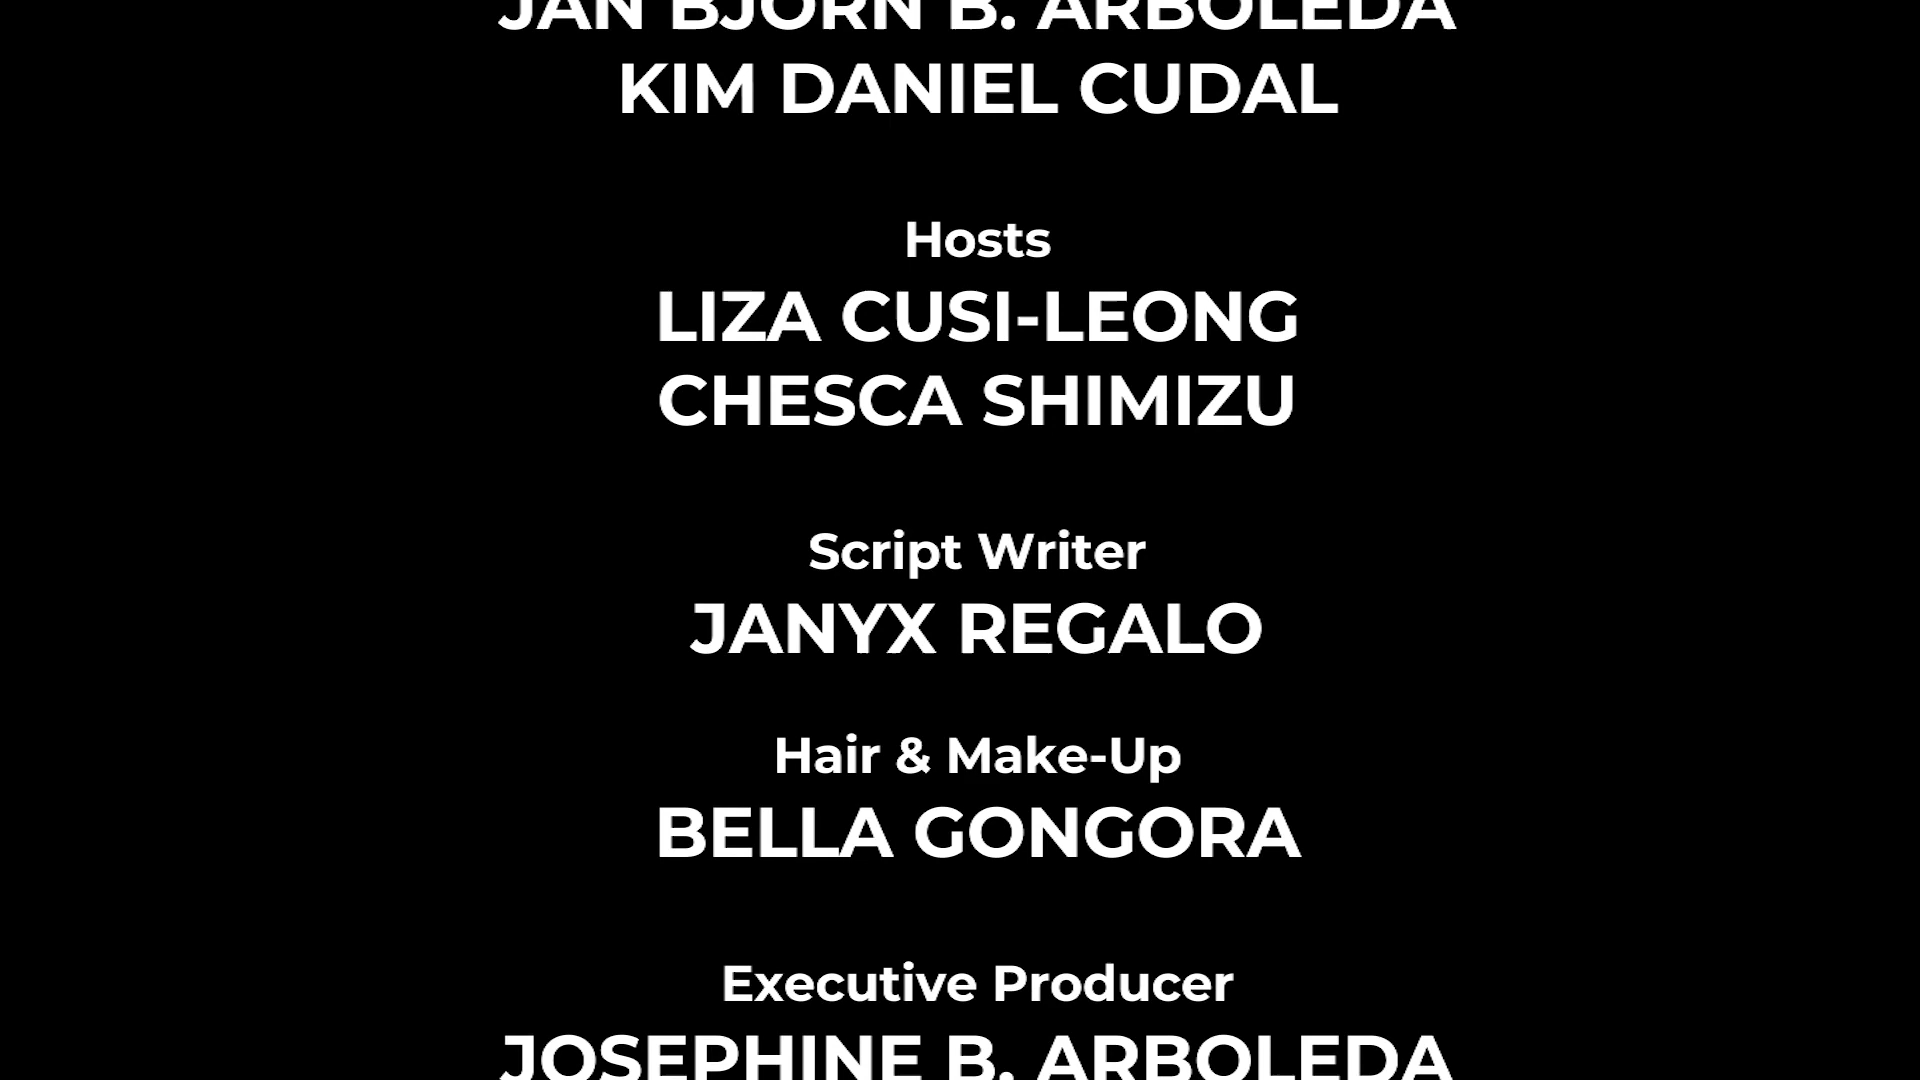 JAN BJORN B. ARBOLEDA
KIM DANIEL CUDAL
Hosts
LIZA CUSI-LEONG
CHESCA SHIMIZU
Script Writer
JANYX REGALO
Hair & Make-Up
BELLA GONGORA
Executive Producer
JOSEPHINE B. ARBOLEDA